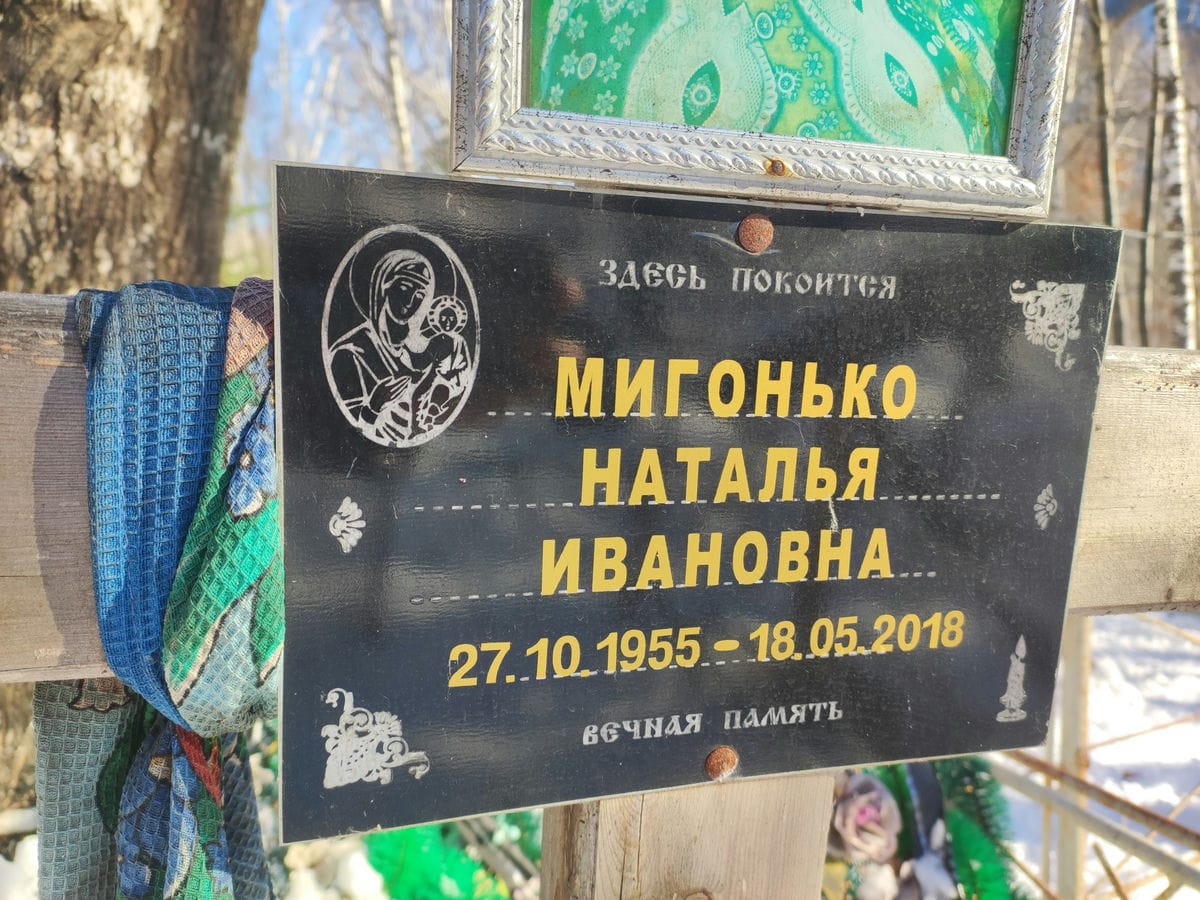 ЗДЕСЬ ПОКОИТСЯ
МИГОНЬКО
НАТАЛЬЯ
ИВАНОВНА
27.10.1955 - 18.05.2018
ВЕЧНАЯ ПАМЯТЬ